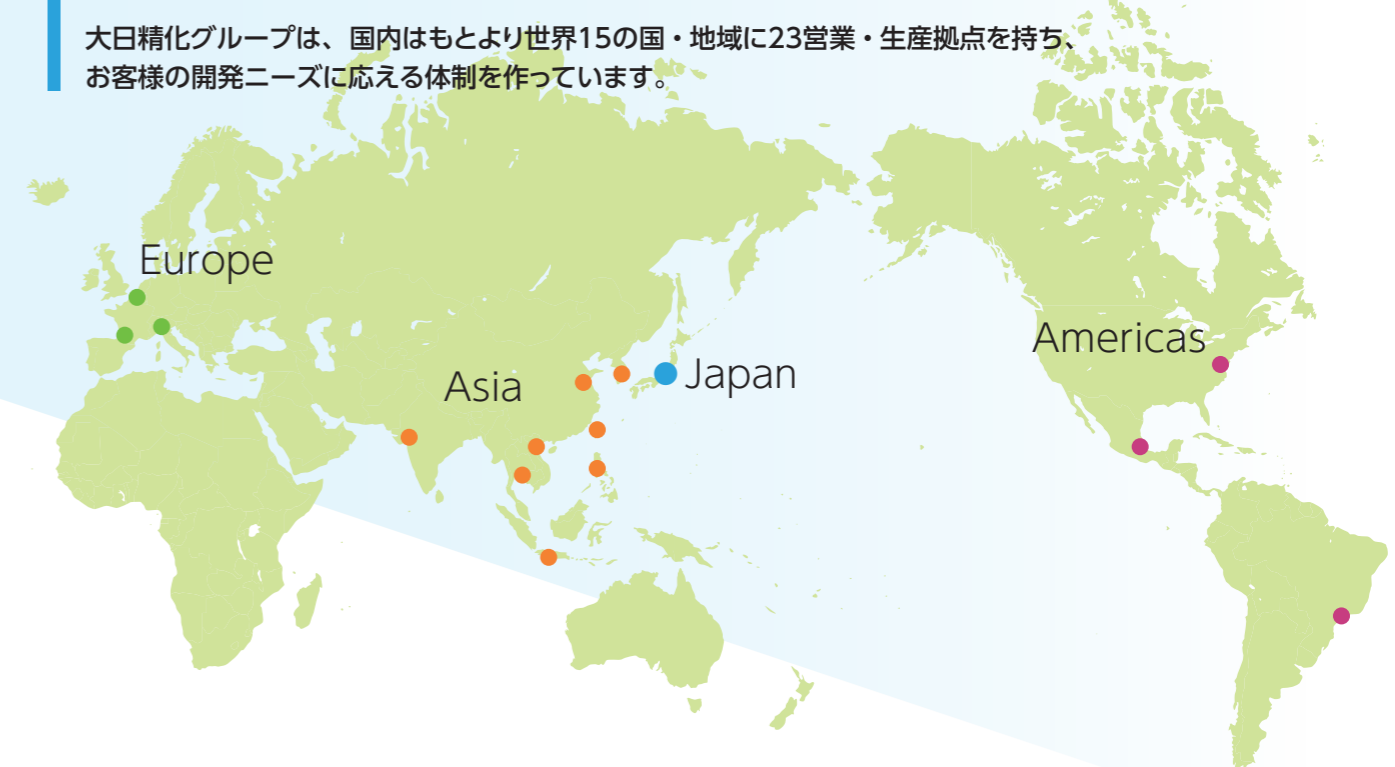 大日精化グループは、国内はもとより世界15の国・地域に23営業・生産拠点を持ち、
お客様の開発ニーズに応える体制を作っています。
Europe
Americas
Asia
Japan